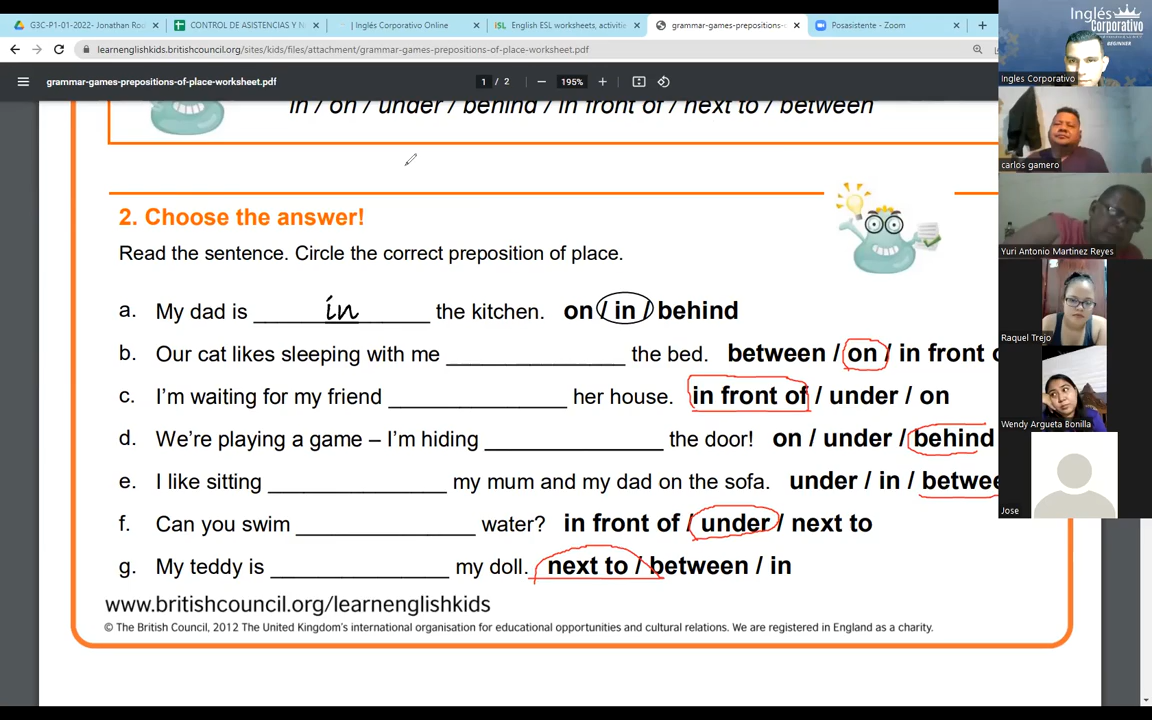 G3C-P1-01-2022- Jonathan Ro
CONTROL DE ASISTENCIAS Y N
| Inglés Corporativo Online
English ESL worksheets, activitie
grammar-games-prepositions-
Posasistente - Zoom
learnenglishkids.britishcouncil.org/sites/kids/files/attachment/grammar-games-prepositions-of-place-worksheet.pdf
grammar-games-prepositions-of-place-worksheet.pdf
1 / 2
195%
in / on / under / behind / in front of / next to / between
2. Choose the answer!
Read the sentence. Circle the correct preposition of place.
a. My dad is ____in____ the kitchen. on / in / behind
b. Our cat likes sleeping with me ________ the bed. between / on / in front o
c. I'm waiting for my friend ________ her house. in front of / under / on
d. We're playing a game – I'm hiding ________ the door! on / under / behind
e. I like sitting ________ my mum and my dad on the sofa. under / in / betwee
f. Can you swim ________ water? in front of / under / next to
g. My teddy is ________ my doll. next to / between / in
www.britishcouncil.org/learnenglishkids
© The British Council, 2012 The United Kingdom's international organisation for educational opportunities and cultural relations. We are registered in England as a charity.
Inglés
Corporativo
BEGINNER
Ingles Corporativo
carlos gamero
Yuri Antonio Martinez Reyes
Raquel Trejo
Wendy Argueta Bonilla
Jose